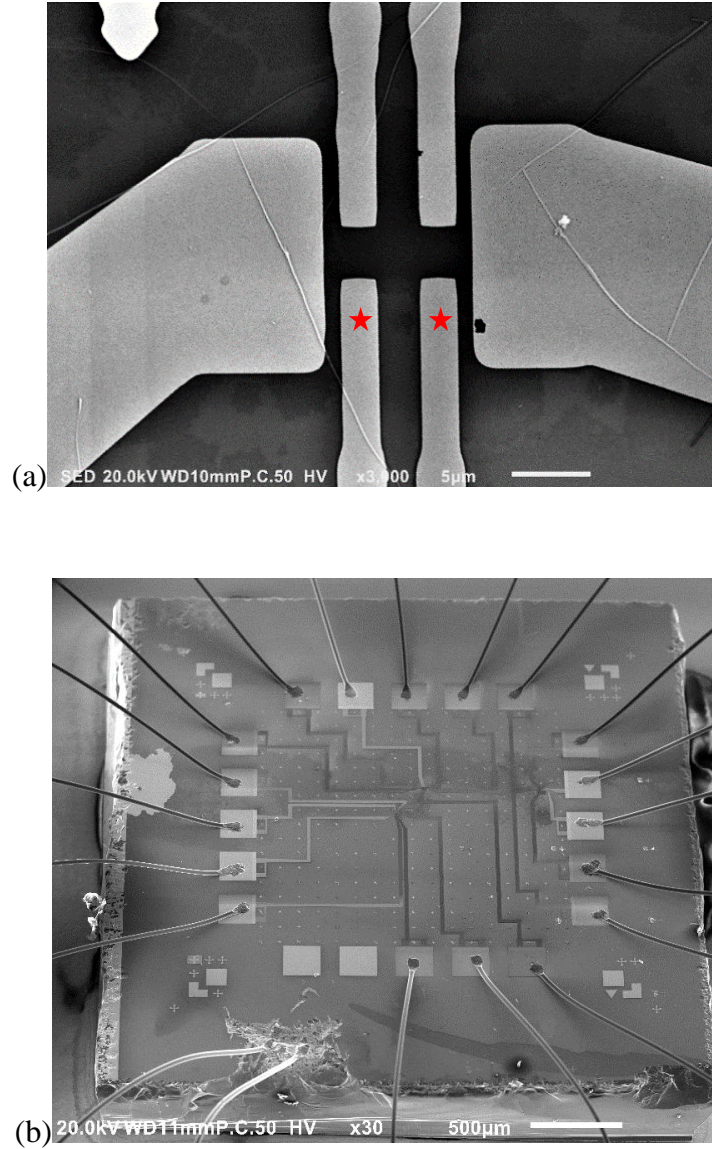 (a)
SED 20.0kV WD10mmP.C.50 HV x3,000 5μm
(b)
20.0kV WD11mmP.C.50 HV x30 500μm